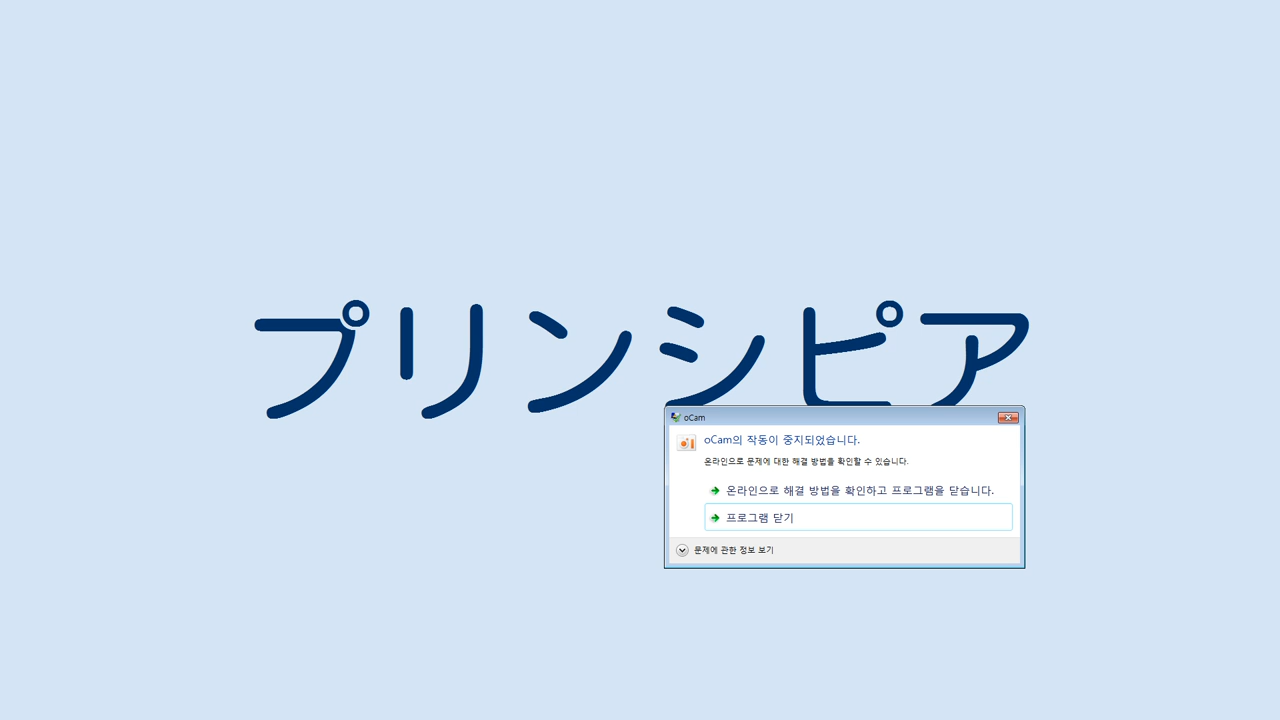 プリンシピア
oCam
oCam의 작동이 중지되었습니다.
온라인으로 문제에 대한 해결 방법을 확인할 수 있습니다.
온라인으로 해결 방법을 확인하고 프로그램을 닫습니다.
프로그램 닫기
문제에 관한 정보 보기